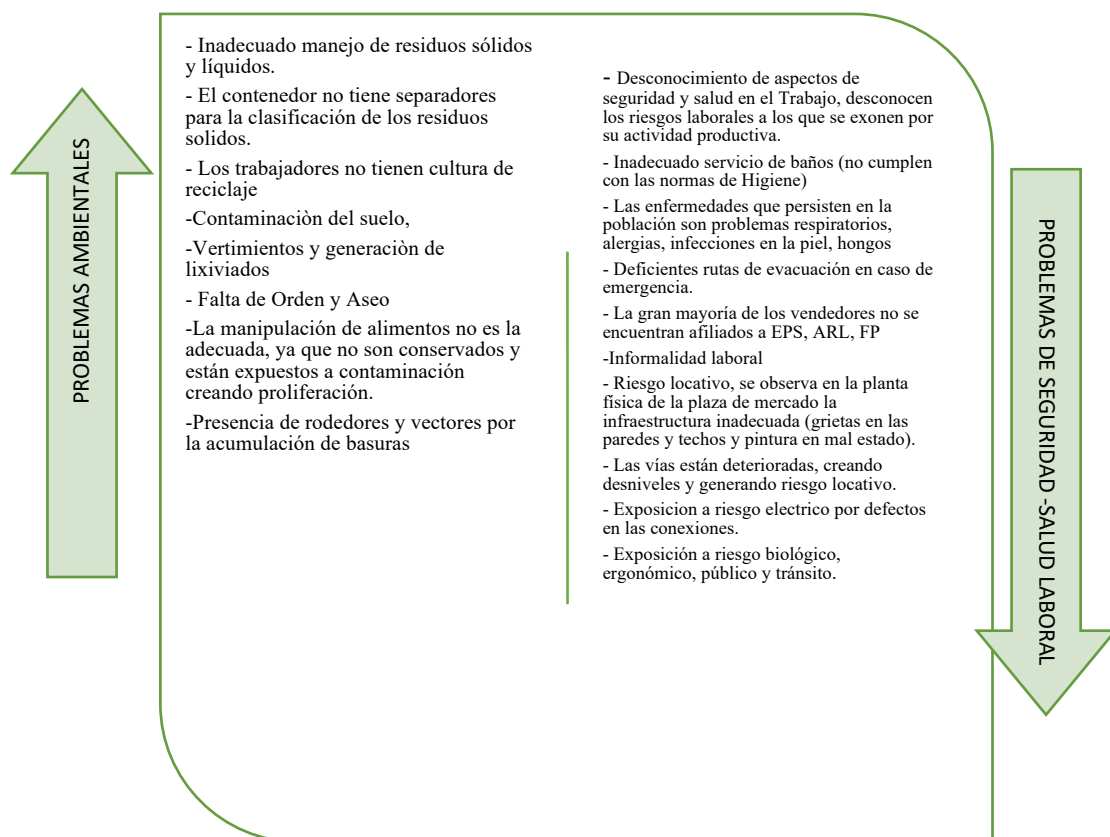 PROBLEMAS AMBIENTALES
- Inadecuado manejo de residuos sólidos
y líquidos.
- El contenedor no tiene separadores
para la clasificación de los residuos
solidos.
- Los trabajadores no tienen cultura de
reciclaje
-Contaminaciòn del suelo,
-Vertimientos y generaciòn de
lixiviados
- Falta de Orden y Aseo
-La manipulación de alimentos no es la
adecuada, ya que no son conservados y
están expuestos a contaminación
creando proliferación.
-Presencia de rodedores y vectores por
la acumulación de basuras
- Desconocimiento de aspectos de
seguridad y salud en el Trabajo, desconocen
los riesgos laborales a los que se exonen por
su actividad productiva.
- Inadecuado servicio de baños (no cumplen
con las normas de Higiene)
- Las enfermedades que persisten en la
población son problemas respiratorios,
alergias, infecciones en la piel, hongos
- Deficientes rutas de evacuación en caso de
emergencia.
- La gran mayoría de los vendedores no se
encuentran afiliados a EPS, ARL, FP
-Informalidad laboral
- Riesgo locativo, se observa en la planta
física de la plaza de mercado la
infraestructura inadecuada (grietas en las
paredes y techos y pintura en mal estado).
- Las vías están deterioradas, creando
desniveles y generando riesgo locativo.
- Exposicion a riesgo electrico por defectos
en las conexiones.
- Exposición a riesgo biológico,
ergonómico, público y tránsito.
PROBLEMAS DE SEGURIDAD -SALUD LABORAL